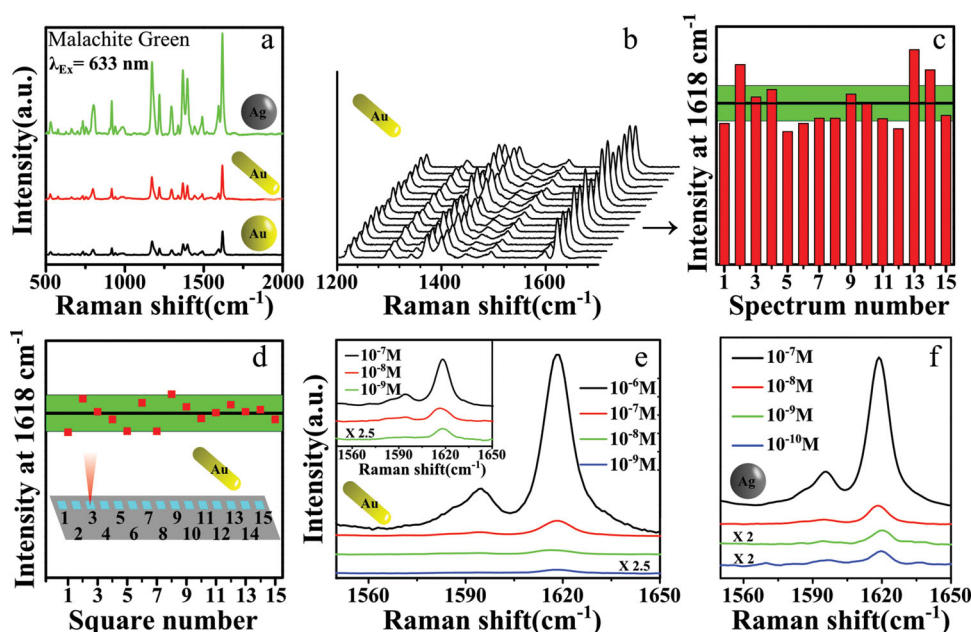 Malachite Green
λEx= 633 nm
a
Ag
Au
Au
Intensity(a.u.)
500 1000 1500 2000
Raman shift(cm-1)
b
Au
1200 1400 1600
Raman shift(cm-1)
→
c
Intensity at 1618 cm-1
1 3 5 7 9 11 13 15
Spectrum number
d
Intensity at 1618 cm-1
Au
1 3 5 7 9 11 13 15
2 4 6 8 10 12 14
1 3 5 7 9 11 13 15
Square number
e
Intensity(a.u.)
10-7M
10-8M
10-9M
X 2.5
1560 1590 1620 1650
Raman shift(cm-1)
10-6M
10-7M
10-8M
10-9M
Au
X 2.5
1560 1590 1620 1650
Raman shift(cm-1)
f
10-7M
10-8M
10-9M
10-10M
Ag
X 2
X 2
1560 1590 1620 1650
Raman shift(cm-1)